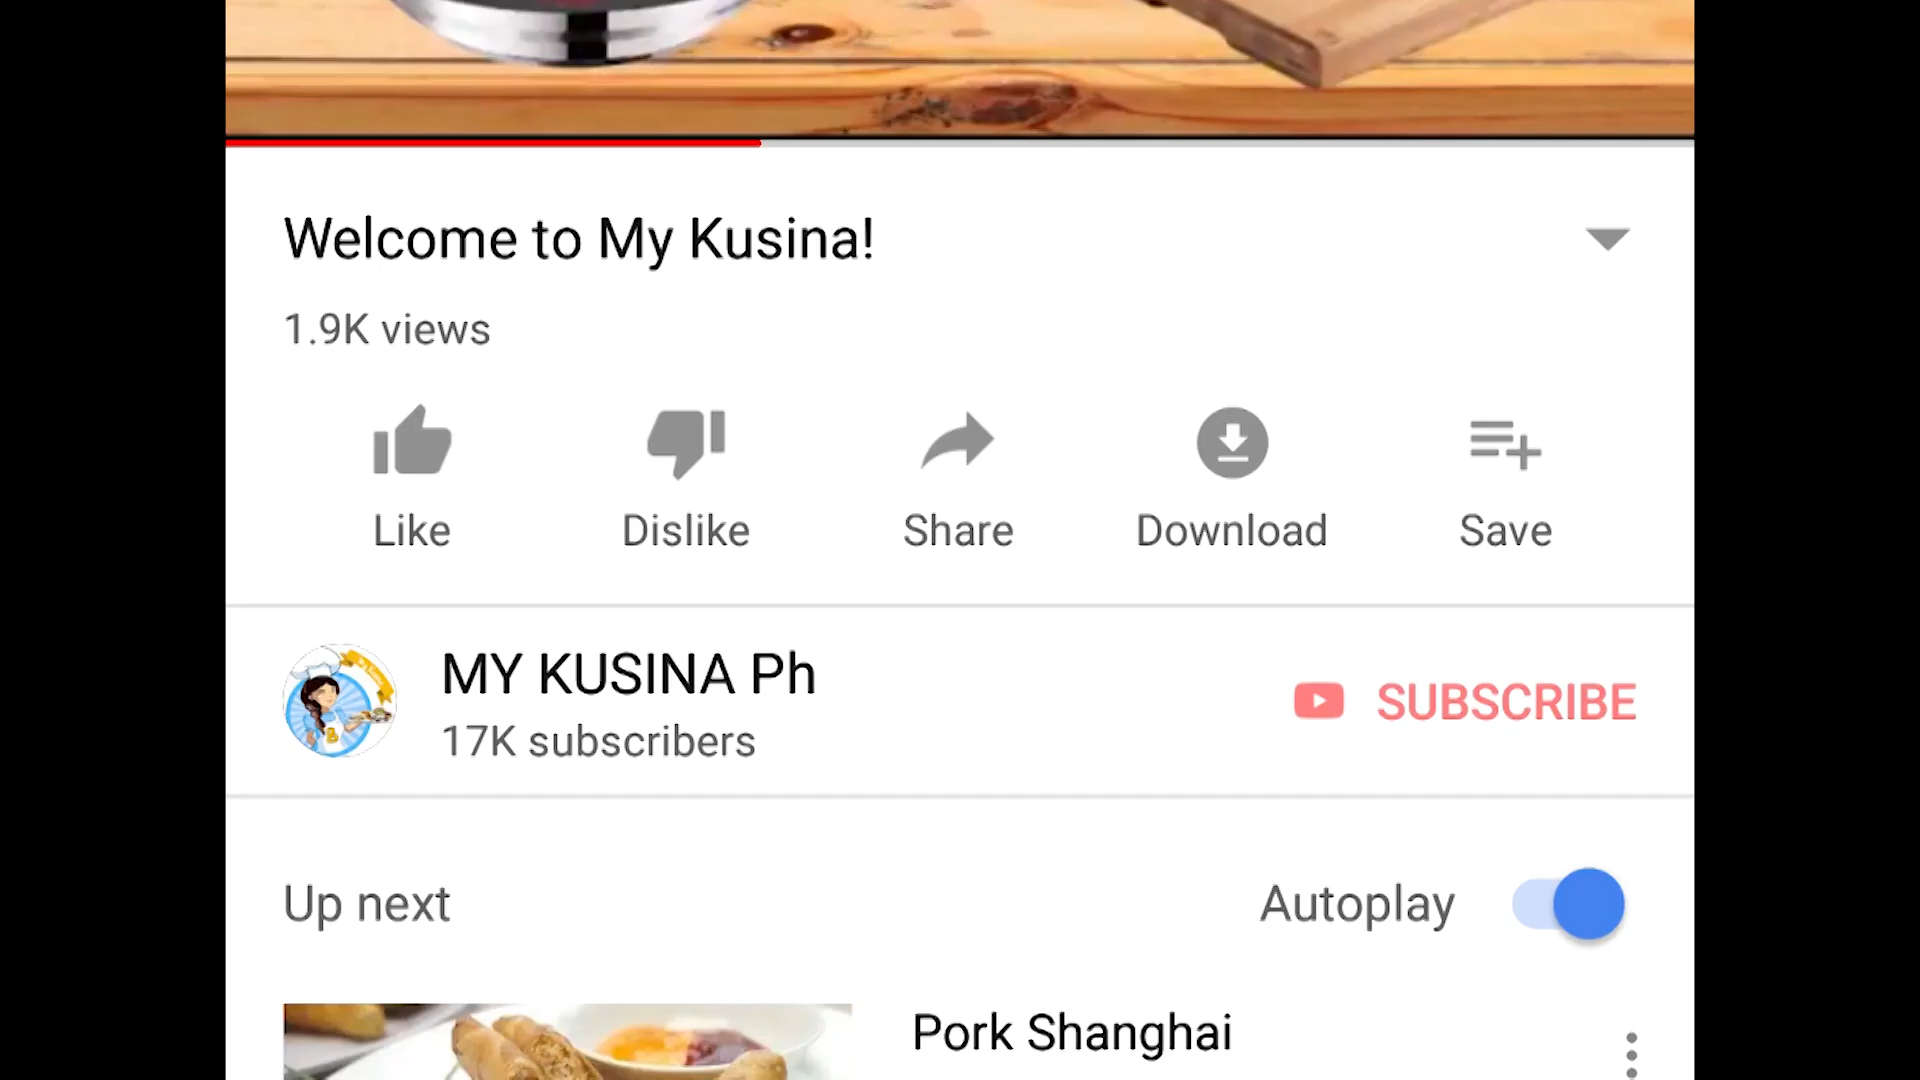 Welcome to My Kusina!
1.9K views
Like Dislike Share Download Save
MY KUSINA Ph
17K subscribers
SUBSCRIBE
Up next
Autoplay
Pork Shanghai